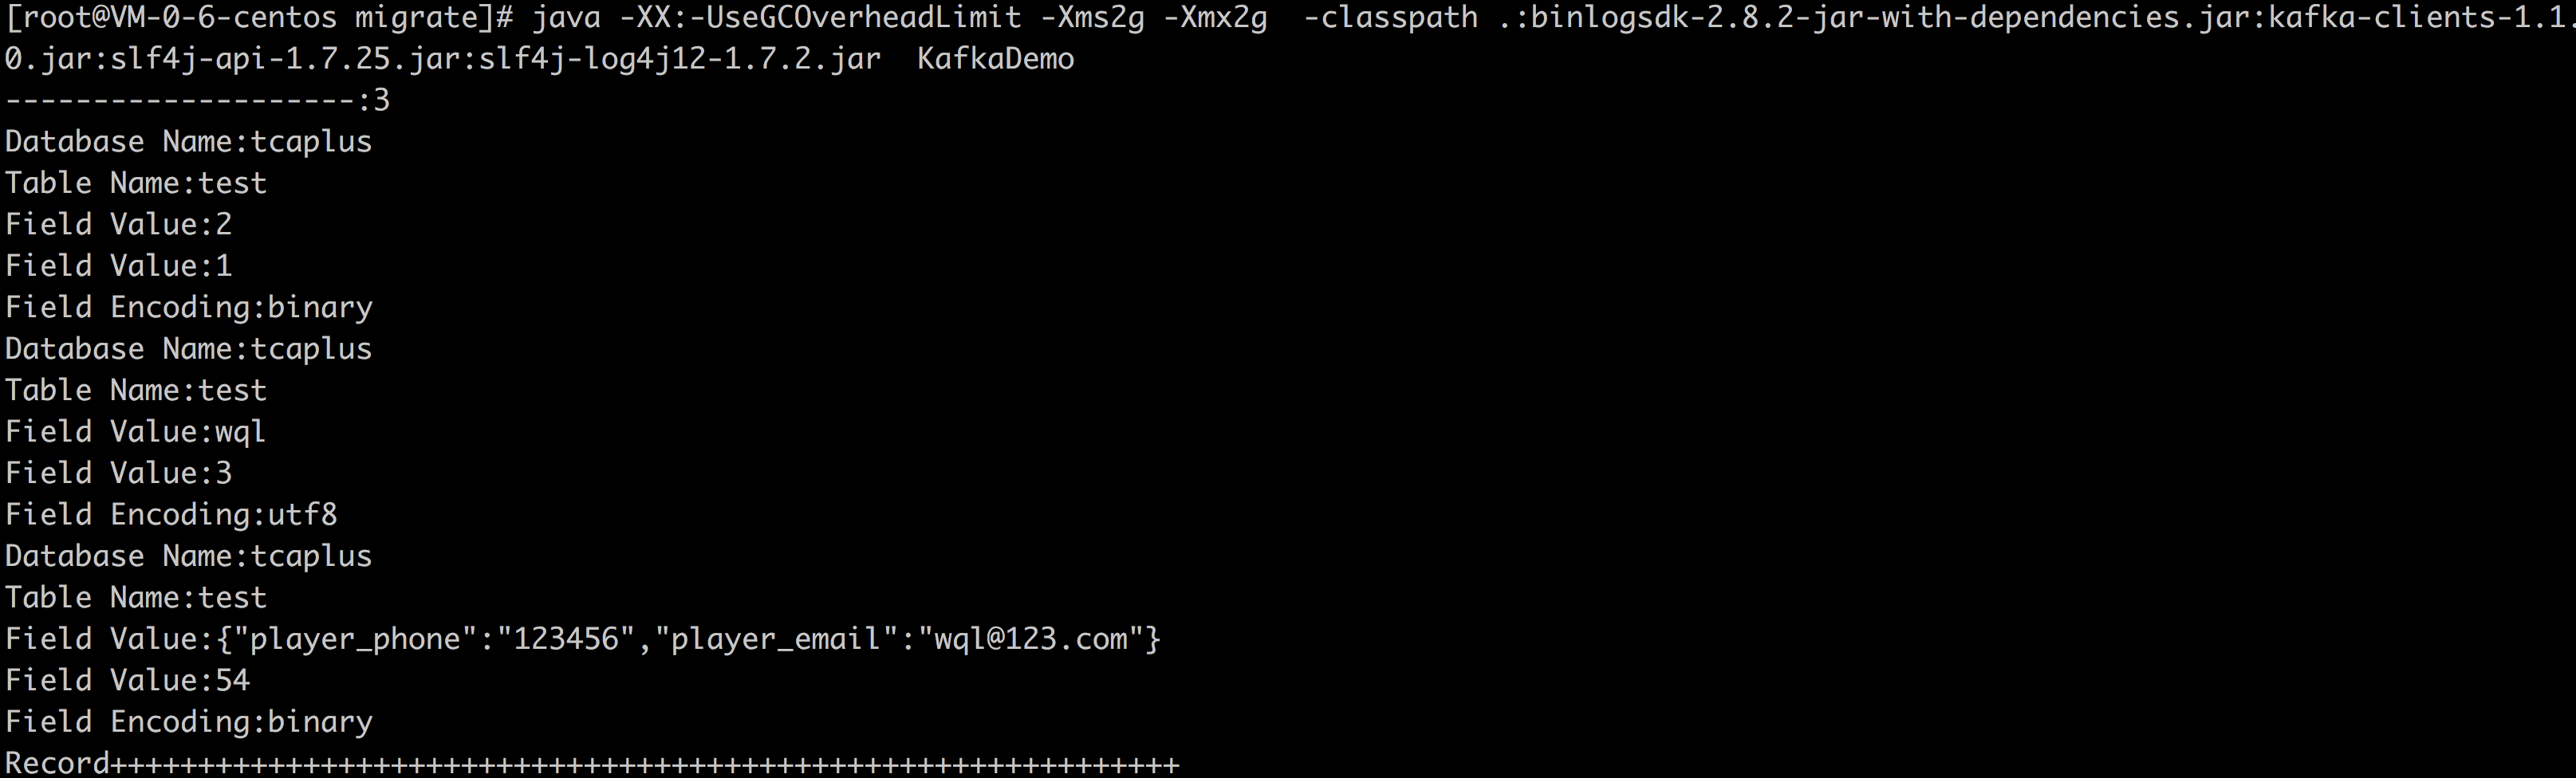 [root@VM-0-6-centos migrate]# java -XX:-UseGCOverheadLimit -Xms2g -Xmx2g  -classpath .:binlogsdk-2.8.2-jar-with-dependencies.jar:kafka-clients-1.1.
0.jar:slf4j-api-1.7.25.jar:slf4j-log4j12-1.7.2.jar  KafkaDemo
--------------------:3
Database Name:tcaplus
Table Name:test
Field Value:2
Field Value:1
Field Encoding:binary
Database Name:tcaplus
Table Name:test
Field Value:wql
Field Value:3
Field Encoding:utf8
Database Name:tcaplus
Table Name:test
Field Value:{"player_phone":"123456","player_email":"wql@123.com"}
Field Value:54
Field Encoding:binary
Record+++++++++++++++++++++++++++++++++++++++++++++++++++++++++++++